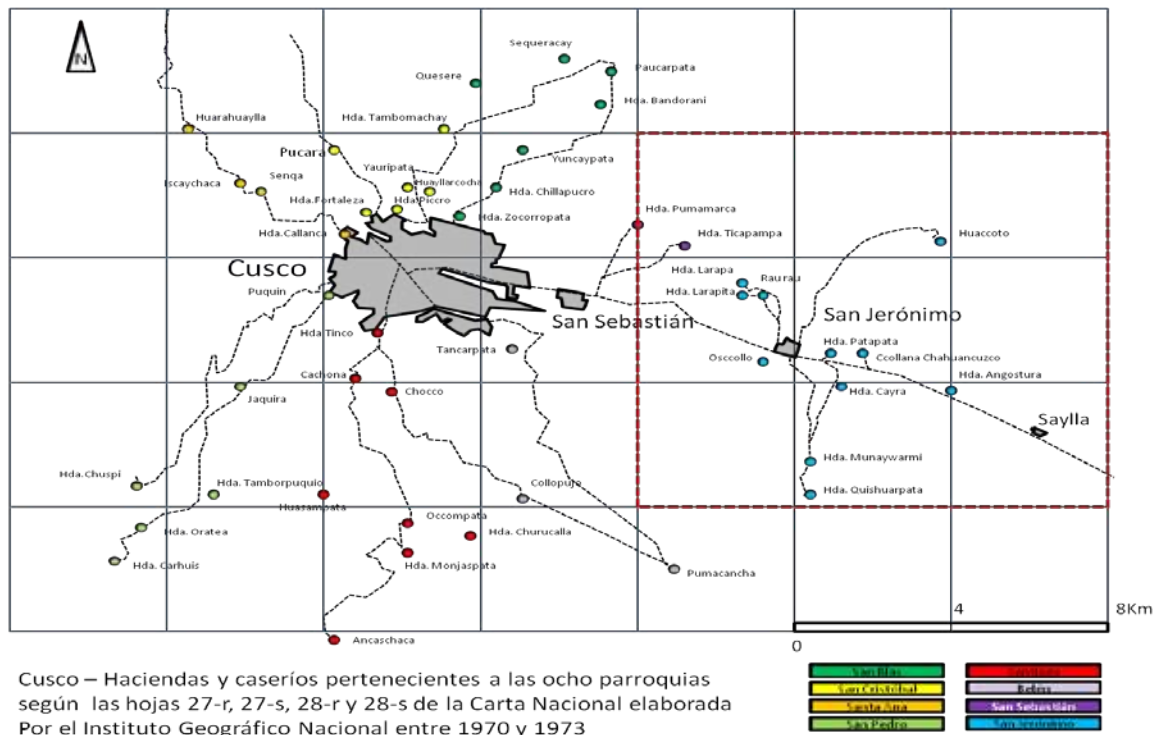 Sequeracay
Paucarpata
Quesere
Hda. Bandorani
N
Huarahuaylla
Hda. Tambomachay
Pucara
Yuncaypata
Yauripata
Iscaychaca
Senqa
Huayllarcocha
Hda. Chillapucro
Hda. Fortaleza
Hda. Piccro
Hda. Zocorropata
Hda. Pumamarca
Hda. Callanca
Hda. Ticapampa
Huaccoto
Cusco
Hda. Larapa
Rau rau
Puquin
Hda. Larapita
San Sebastián
San Jerónimo
Hda Tinco
Hda. Patapata
Tancarpata
Osccollo
Ccollana Chahuancuzco
Cachona
Hda. Angostura
Jaquira
Chocco
Hda. Cayra
Saylla
Hda. Munaywarmi
Hda. Chuspi
Hda. Tamborpuquio
Collopujo
Hda. Quishuarpata
Huasampata
Occompata
Hda. Oratea
Hda. Churucalla
Hda. Carhuis
Hda. Monjaspata
Pumacancha
4
8Km
Ancaschaca
0
Cusco – Haciendas y caseríos pertenecientes a las ocho parroquias
según las hojas 27-r, 27-s, 28-r y 28-s de la Carta Nacional elaborada
Por el Instituto Geográfico Nacional entre 1970 y 1973
San Blas
Santiago
San Cristóbal
Belén
Santa Ana
San Sebastián
San Pedro
San Jerónimo